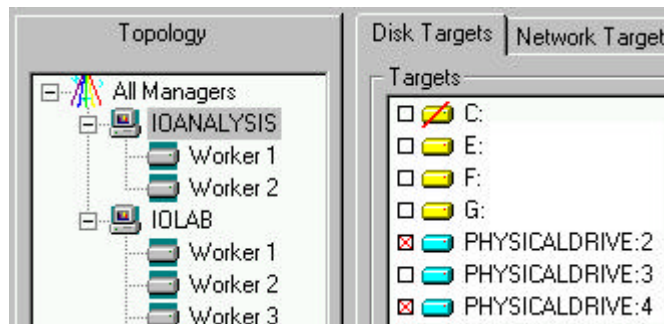 Topology
All Managers
IOANALYSIS
Worker 1
Worker 2
IOLAB
Worker 1
Worker 2
Worker 3
Disk Targets
Network Target
Targets
C:
E:
F:
G:
PHYSICALDRIVE:2
PHYSICALDRIVE:3
PHYSICALDRIVE:4